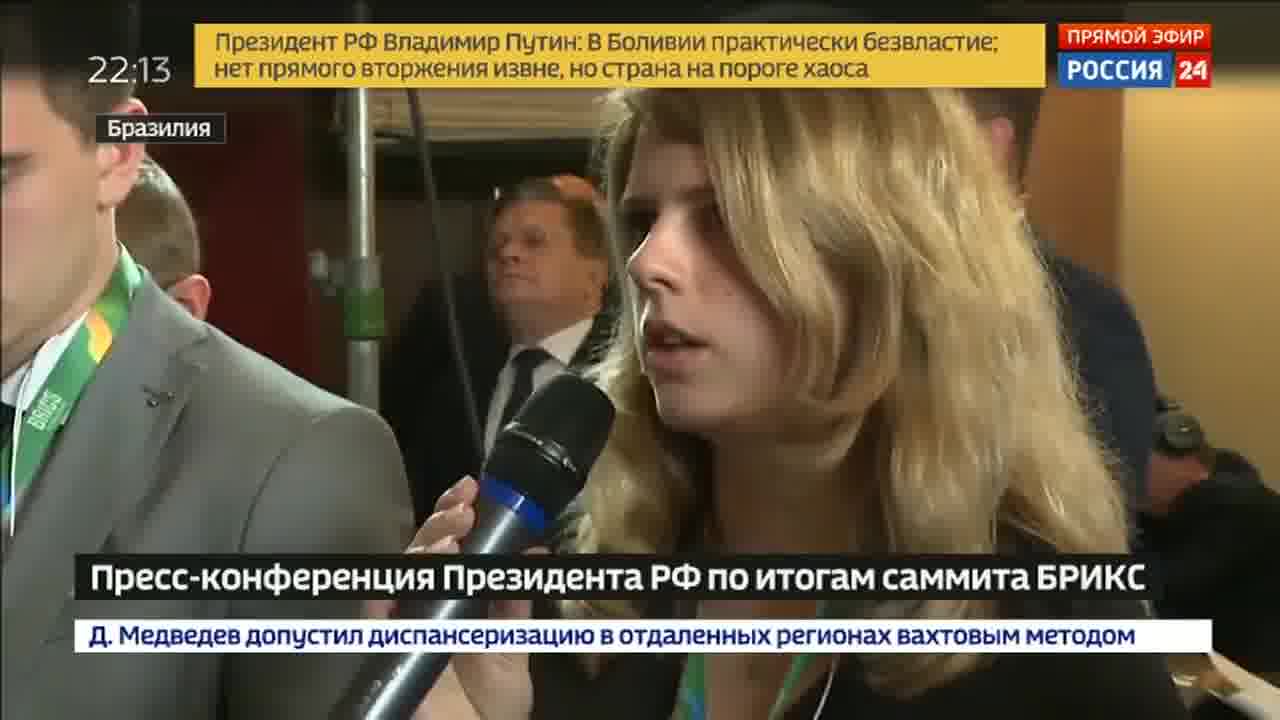 22:13
Президент РФ Владимир Путин: В Боливии практически безвластие;
нет прямого вторжения извне, но страна на пороге хаоса
ПРЯМОЙ ЭФИР
РОССИЯ 24
Бразилия
BRICS
Пресс-конференция Президента РФ по итогам саммита БРИКС
Д. Медведев допустил диспансеризацию в отдаленных регионах вахтовым методом